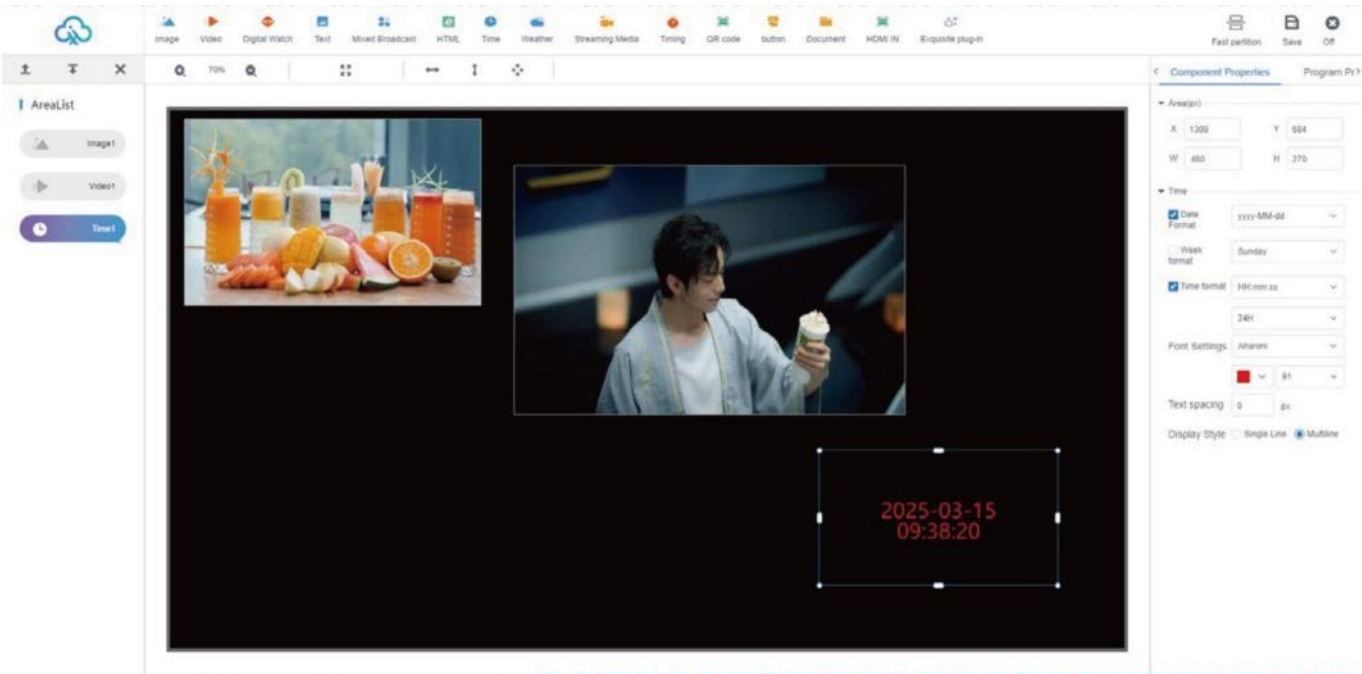 Image Video Digital Watch Text Mixed Broadcast HTML Time Weather Streaming Media Timing QR code button Document HDMI IN Exquisite plug-in Fast partition Save Off
70%
Component Properties Program Pr
AreaList
Image1
Video1
Time1
Area(px)
X 1309 Y 684
W 480 H 270
Time
Date Format yyyy-MM-dd
Week format Sunday
Time format HH:mm:ss
24H
Font Settings Aharoni
91
Text spacing 0 px
Display Style Single Line Multiline
2025-03-15
09:38:20